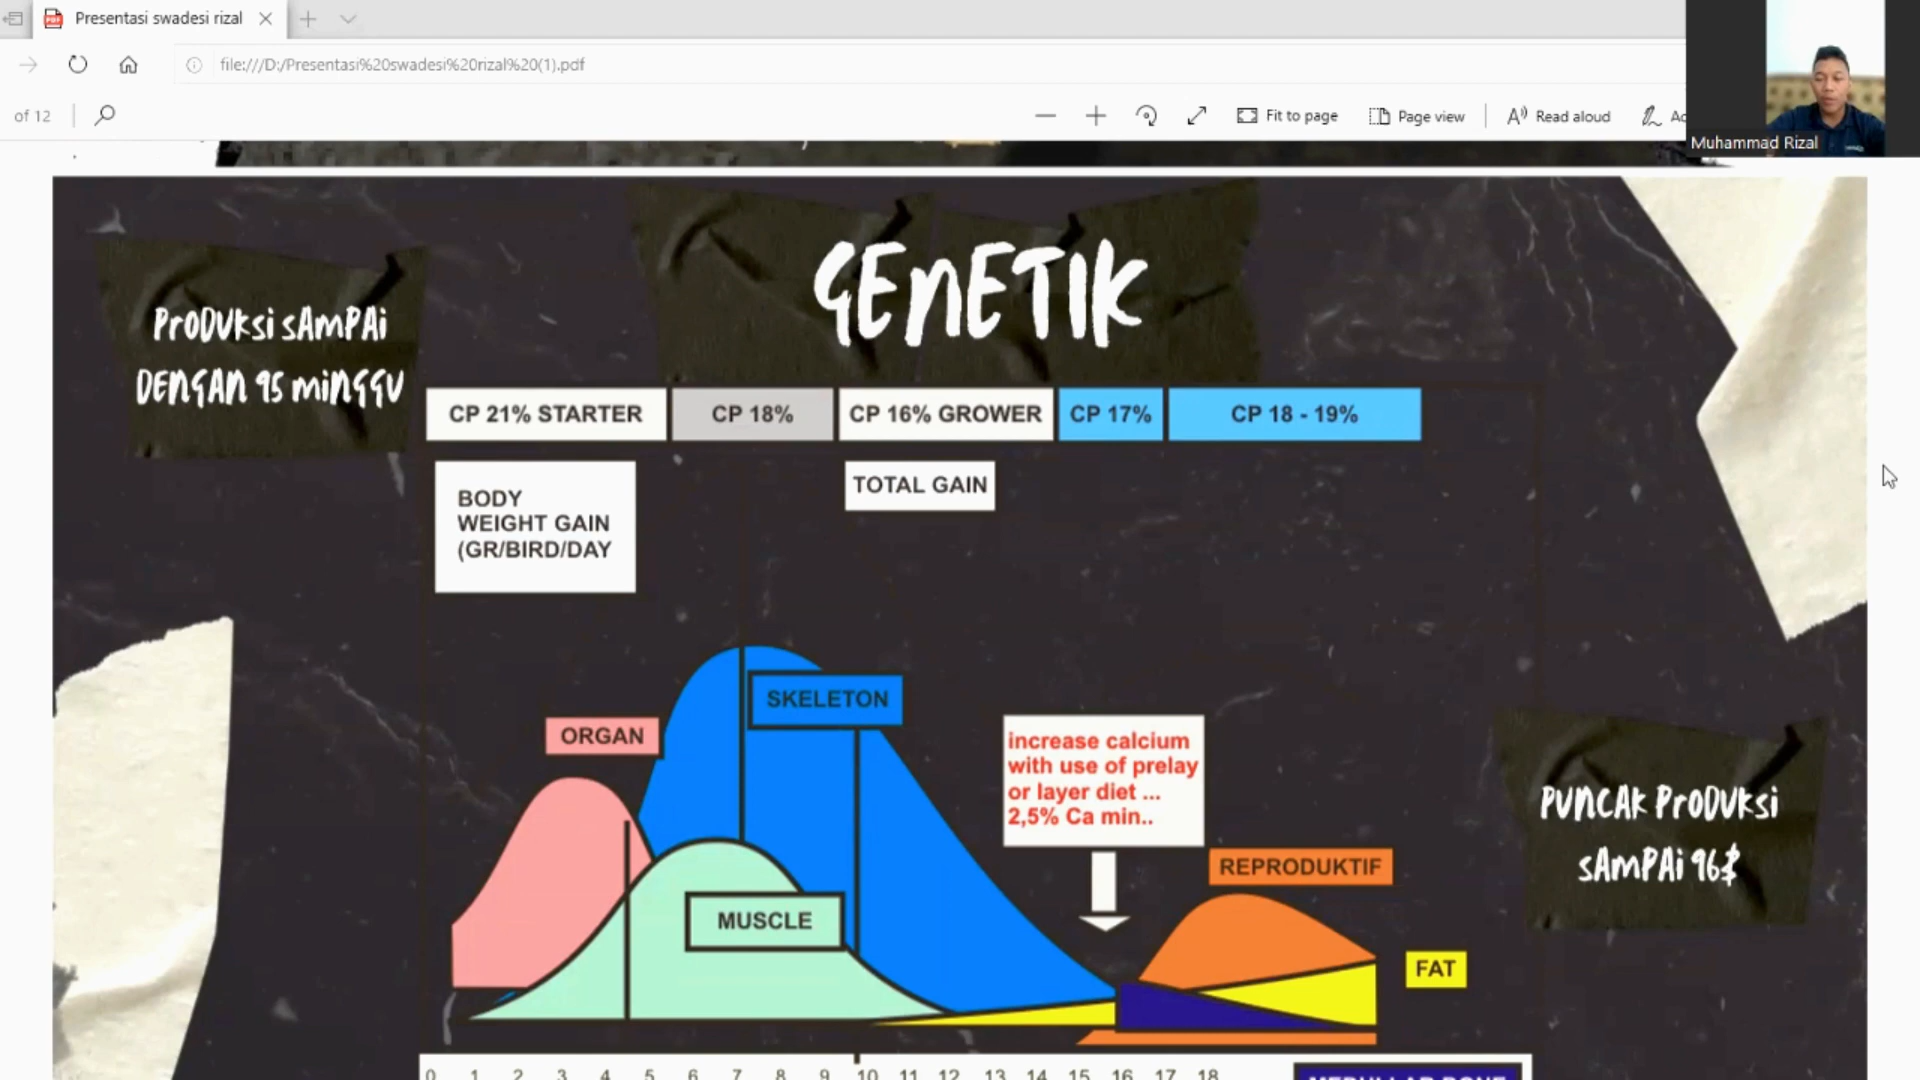 Presentasi swadesi rizal
file:///D:/Presentasi%20swadesi%20rizal%20(1).pdf
of 12
Fit to page
Page view
Read aloud
Muhammad Rizal
GENETIK
PRODUKSI SAMPAI
DENGAN 95 MINGGU
CP 21% STARTER
CP 18%
CP 16% GROWER
CP 17%
CP 18 - 19%
BODY
WEIGHT GAIN
(GR/BIRD/DAY
TOTAL GAIN
SKELETON
ORGAN
increase calcium
with use of prelay
or layer diet ...
2,5% Ca min..
PUNCAK PRODUKSI
SAMPAI 96$
REPRODUKTIF
MUSCLE
FAT
0 1 2 3 4 5 6 7 8 9 10 11 12 13 14 15 16 17 18
MEDULLAR BONE